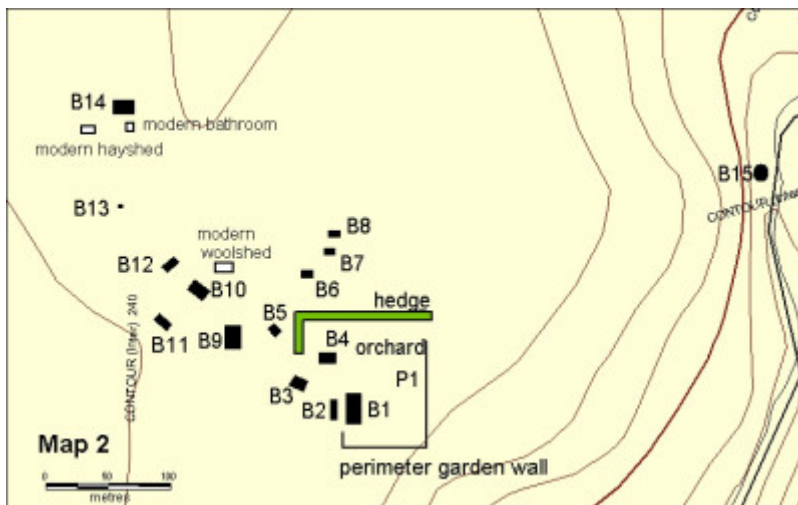 B14
modern bathroom
modern hayshed
B15
B13
B8
modern
woolshed
B7
B12
B6
B10
hedge
B5
B11
B9
B4
orchard
CONTOUR (Inter) 240
P1
B3
B2
B1
Map 2
perimeter garden wall
0 50 100
metres